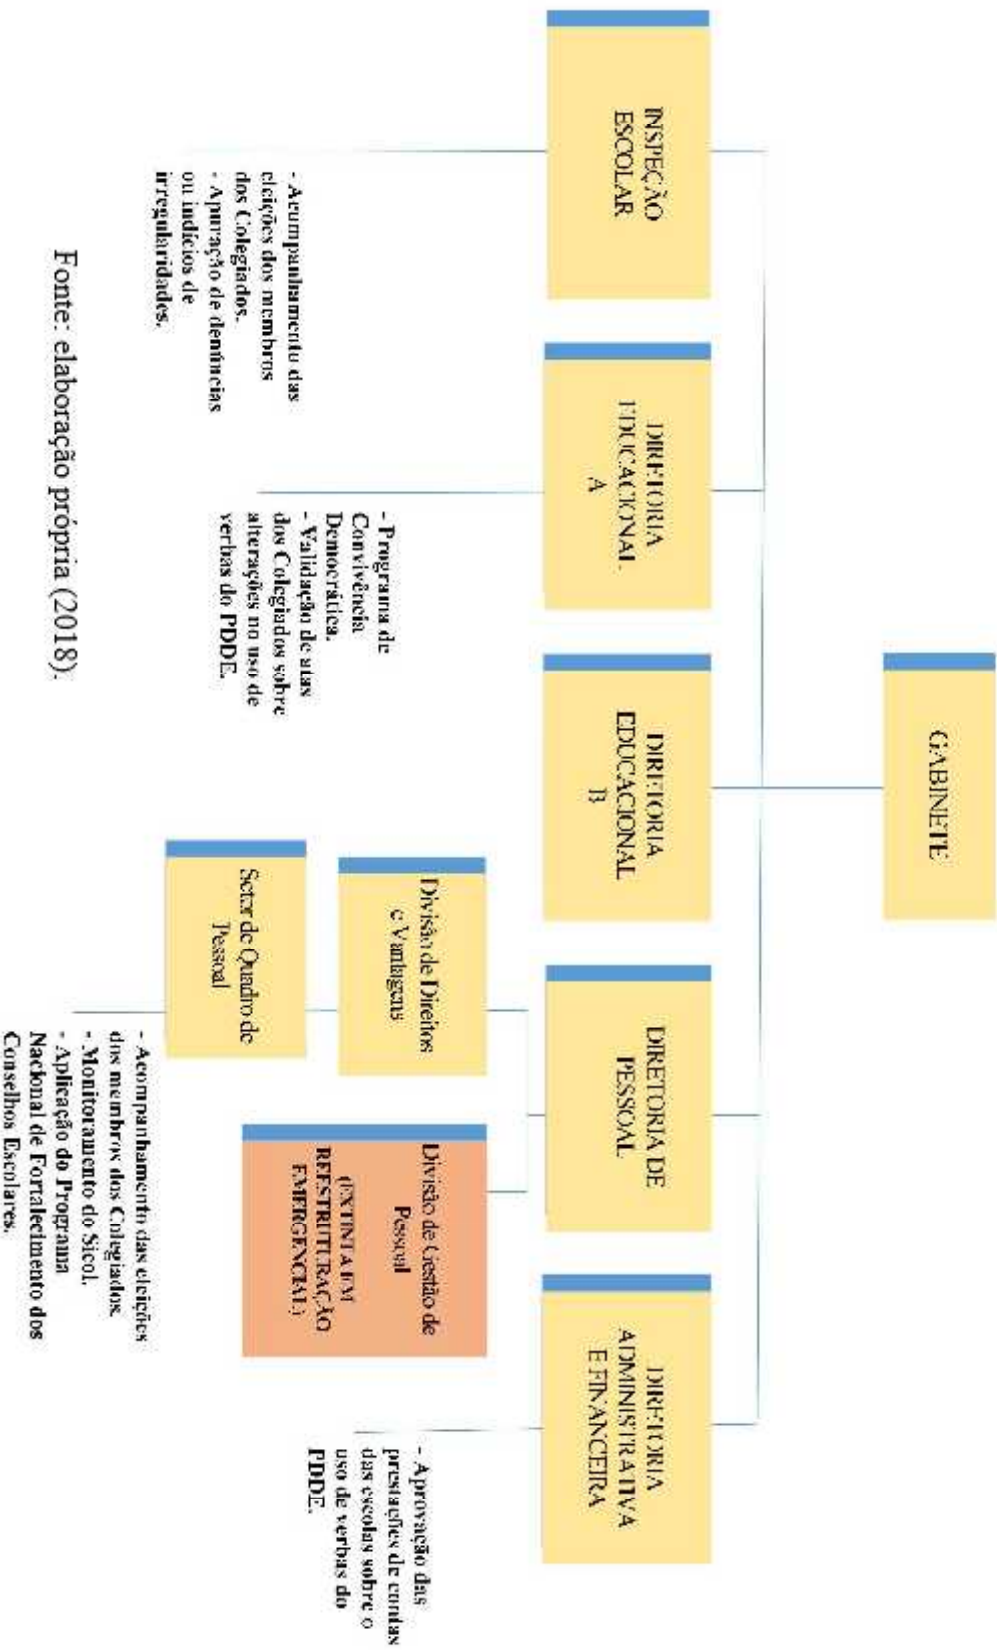 GABINETE
INSPEÇÃO
ESCOLAR
DIRETORIA
EDUCACIONAL
A
DIRETORIA
EDUCACIONAL
B
DIRETORIA DE
PESSOAL
DIRETORIA
ADMINISTRATIVA
E FINANCEIRA
- Acompanhamento das
eleições dos membros
dos Colegiados.
- Apuração de denúncias
ou indícios de
irregularidades.
- Programa de
Convivência
Democrática.
- Validação de atas
dos Colegiados sobre
alterações no uso de
verbas do PDDE.
Divisão de Direitos
e Vantagens
Setor de Quadro de
Pessoal
- Acompanhamento das eleições
dos membros dos Colegiados.
- Monitoramento do Sicol.
- Aplicação do Programa
Nacional de Fortalecimento dos
Conselhos Escolares.
Divisão de Gestão de
Pessoal
(EXTINTA EM
REESTRUTURAÇÃO
EMERGENCIAL)
- Aprovação das
prestações de contas
das escolas sobre o
uso de verbas do
PDDE.
Fonte: elaboração própria (2018).